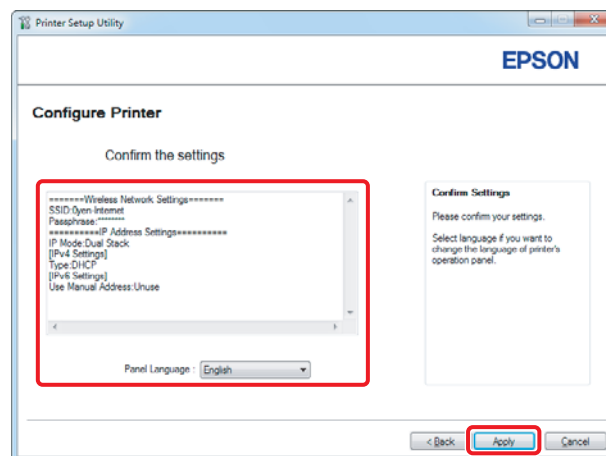 Printer Setup Utility
EPSON
Configure Printer
Confirm the settings
=======Wireless Network Settings=======
SSID:0yen-Internet
Passphrase:********
==========IP Address Settings==========
IP Mode:Dual Stack
[IPv4 Settings]
Type:DHCP
[IPv6 Settings]
Use Manual Address:Unuse
Panel Language : English
Confirm Settings
Please confirm your settings.
Select language if you want to
change the language of printer's
operation panel.
< Back Apply Cancel